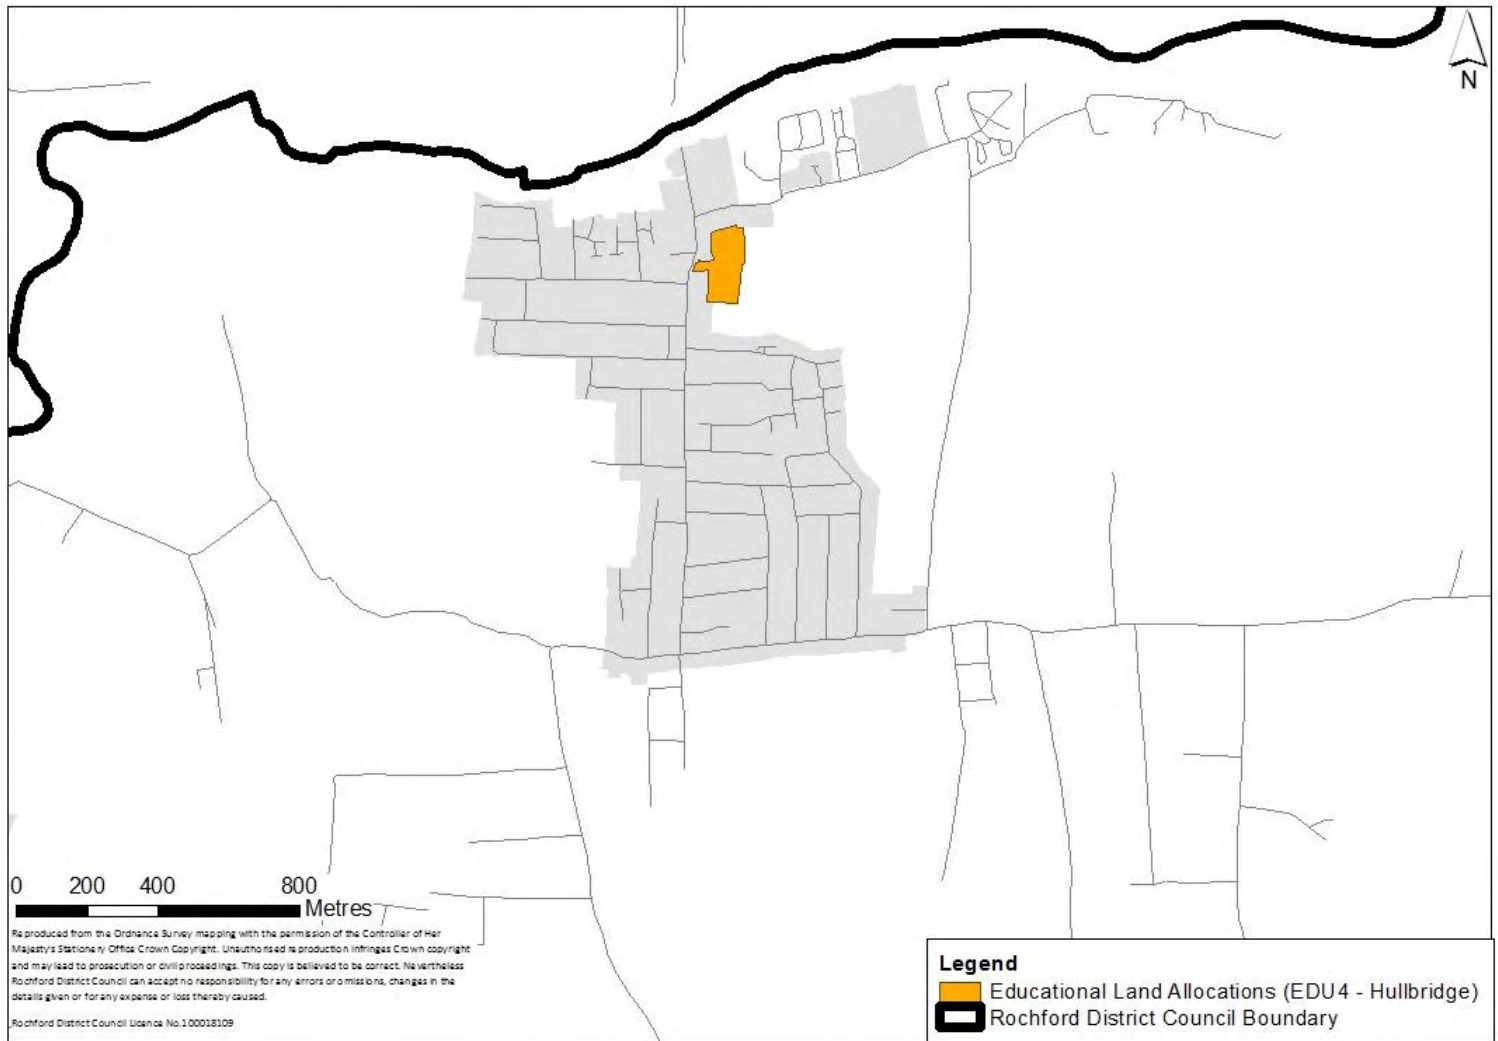 N
0 200 400 800
Metres
Reproduced from the Ordnance Survey mapping with the permission of the Controller of Her
Majesty's Stationery Office Crown Copyright. Unauthorised reproduction infringes Crown copyright
and may lead to prosecution or civil proceedings. This copy is believed to be correct. Nevertheless
Rochford District Council can accept no responsibility for any errors or omissions, changes in the
details given or for any expense or loss thereby caused.
Rochford District Council Licence No.100018109
Legend
Educational Land Allocations (EDU4 - Hullbridge)
Rochford District Council Boundary